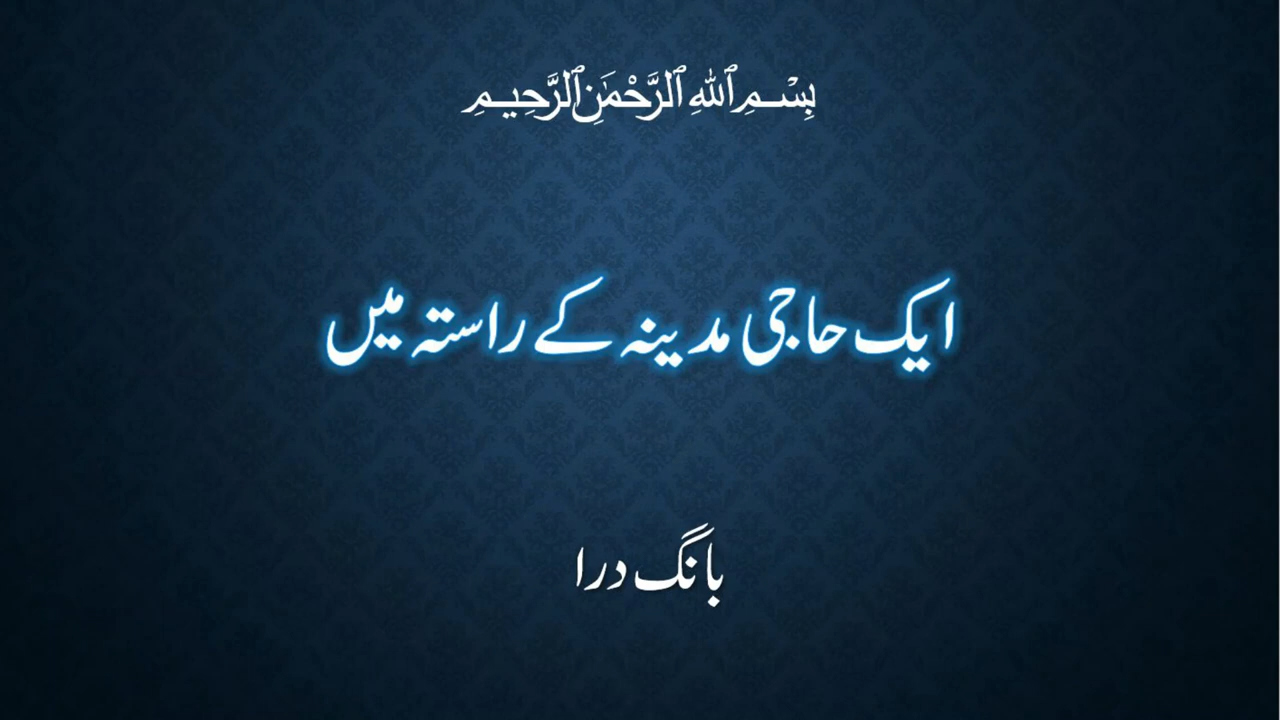 بِسْمِ ٱللَّهِ ٱلرَّحْمَٰنِ ٱلرَّحِيمِ
ایک حاجی مدینہ کے راستہ میں
بانگ درا